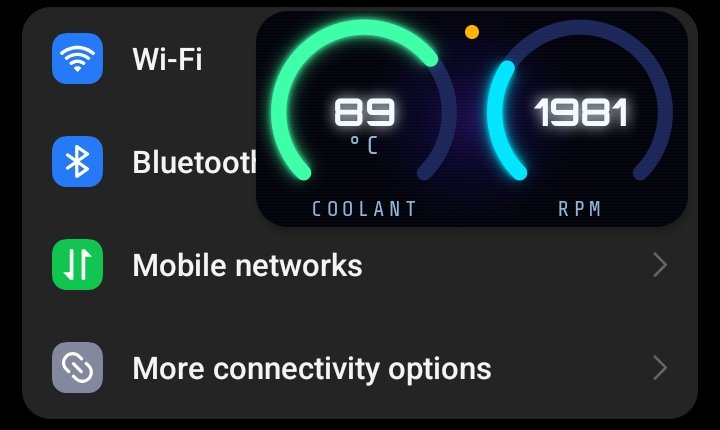 Wi-Fi
89
°C
COOLANT
1981
RPM
Bluetooth
Mobile networks
More connectivity options